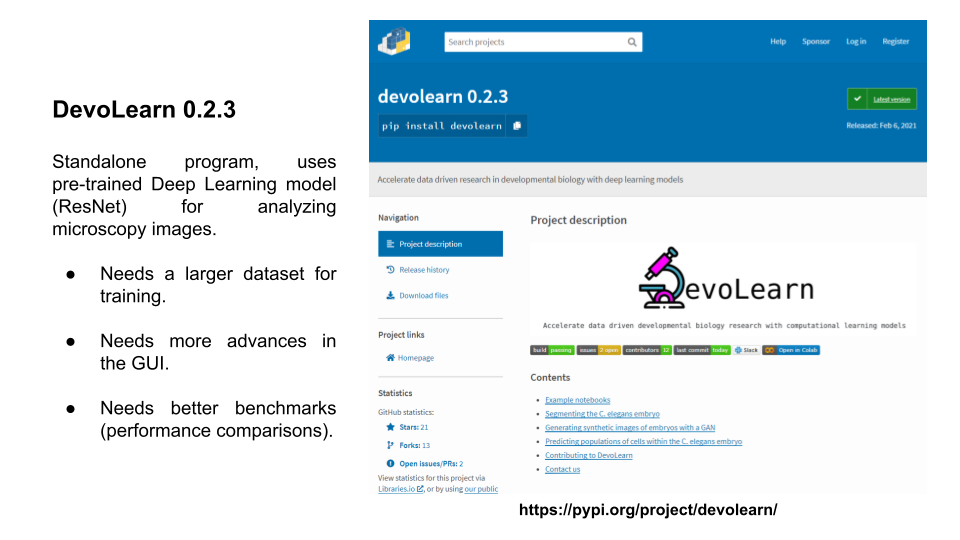 DevoLearn 0.2.3
Standalone program, uses
pre-trained Deep Learning model
(ResNet) for analyzing
microscopy images.
● Needs a larger dataset for
training.
● Needs more advances in
the GUI.
● Needs better benchmarks
(performance comparisons).
Search projects
Help Sponsor Log in Register
devolearn 0.2.3
pip install devolearn
Latest version
Released: Feb 6, 2021
Accelerate data driven research in developmental biology with deep learning models
Navigation
Project description
Release history
Download files
Project links
Homepage
Statistics
GitHub statistics:
Stars: 21
Forks: 13
Open issues/PRs: 2
View statistics for this project via
Libraries.io, or by using our public
Project description
evoLearn
Accelerate data driven developmental biology research with computational learning models
build passing issues 2 open contributors 12 last commit today Slack Open in Colab
Contents
• Example notebooks
• Segmenting the C. elegans embryo
• Generating synthetic images of embryos with a GAN
• Predicting populations of cells within the C. elegans embryo
• Contributing to DevoLearn
• Contact us
https://pypi.org/project/devolearn/